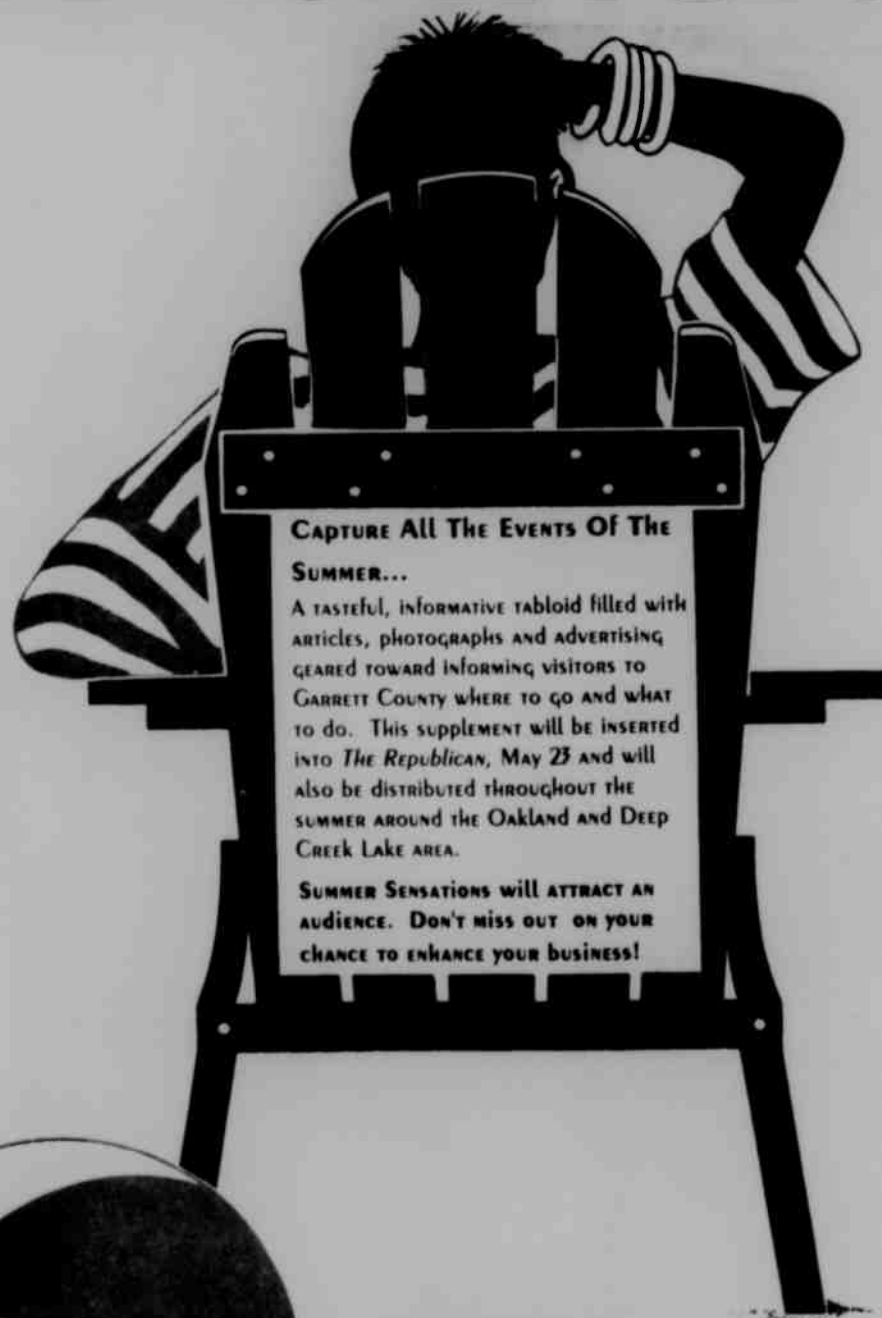 Capture All The Events Of The
Summer...
A tasteful, informative tabloid filled with
articles, photographs and advertising
geared toward informing visitors to
Garrett County where to go and what
to do. This supplement will be inserted
into The Republican, May 23 and will
also be distributed throughout the
summer around the Oakland and Deep
Creek Lake area.
Summer Sensations will attract an
audience. Don't miss out on your
chance to enhance your business!